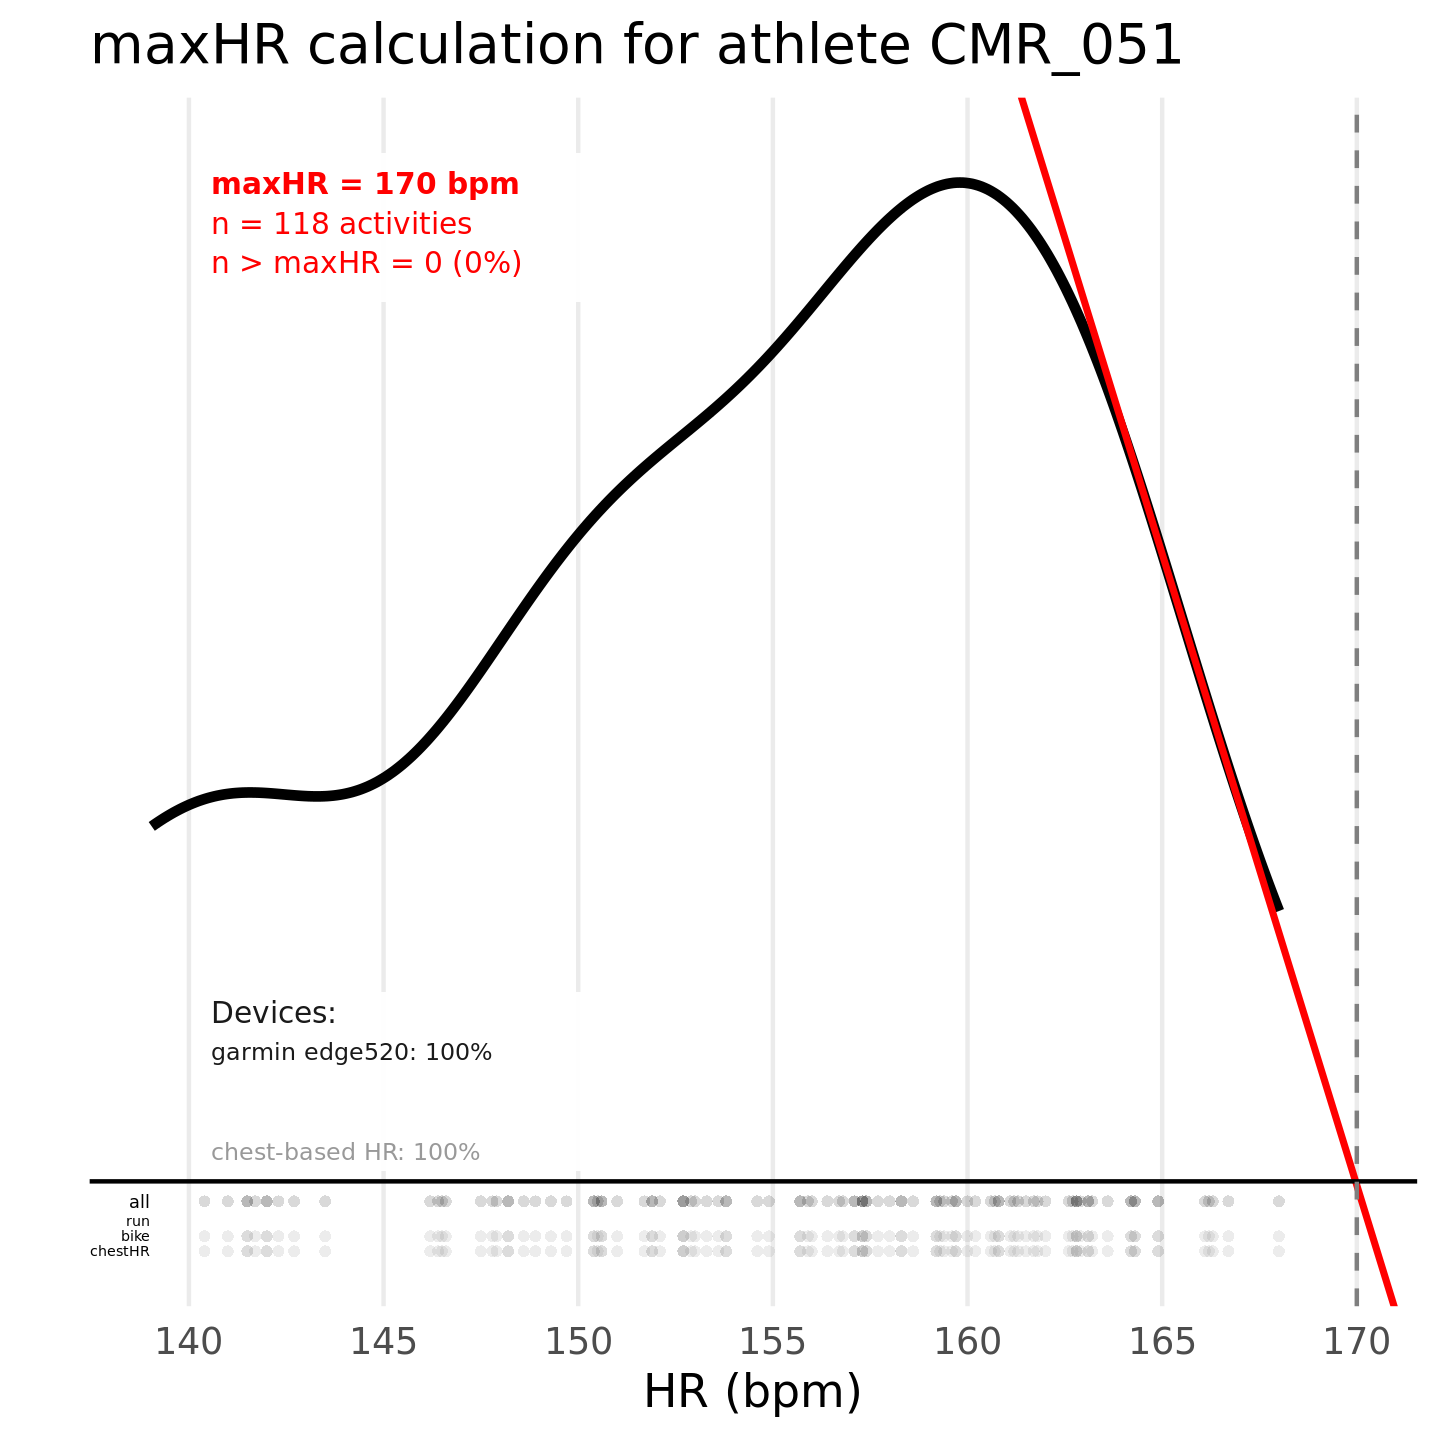 maxHR calculation for athlete CMR_051
maxHR = 170 bpm
n = 118 activities
n > maxHR = 0 (0%)
Devices:
garmin edge520: 100%
chest-based HR: 100%
all
run
bike
chestHR
140 145 150 155 160 165 170
HR (bpm)